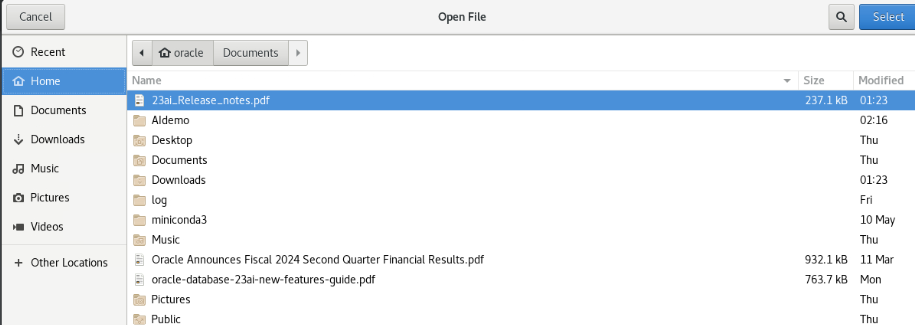 Cancel Open File Select
Recent
Home
Documents
Downloads
Music
Pictures
Videos
Other Locations
oracle Documents
Name Size Modified
23ai_Release_notes.pdf 237.1 kB 01:23
AIdemo 02:16
Desktop Thu
Documents Thu
Downloads 01:23
log Fri
miniconda3 10 May
Music Thu
Oracle Announces Fiscal 2024 Second Quarter Financial Results.pdf 932.1 kB 11 Mar
oracle-database-23ai-new-features-guide.pdf 763.7 kB Mon
Pictures Thu
Public Thu